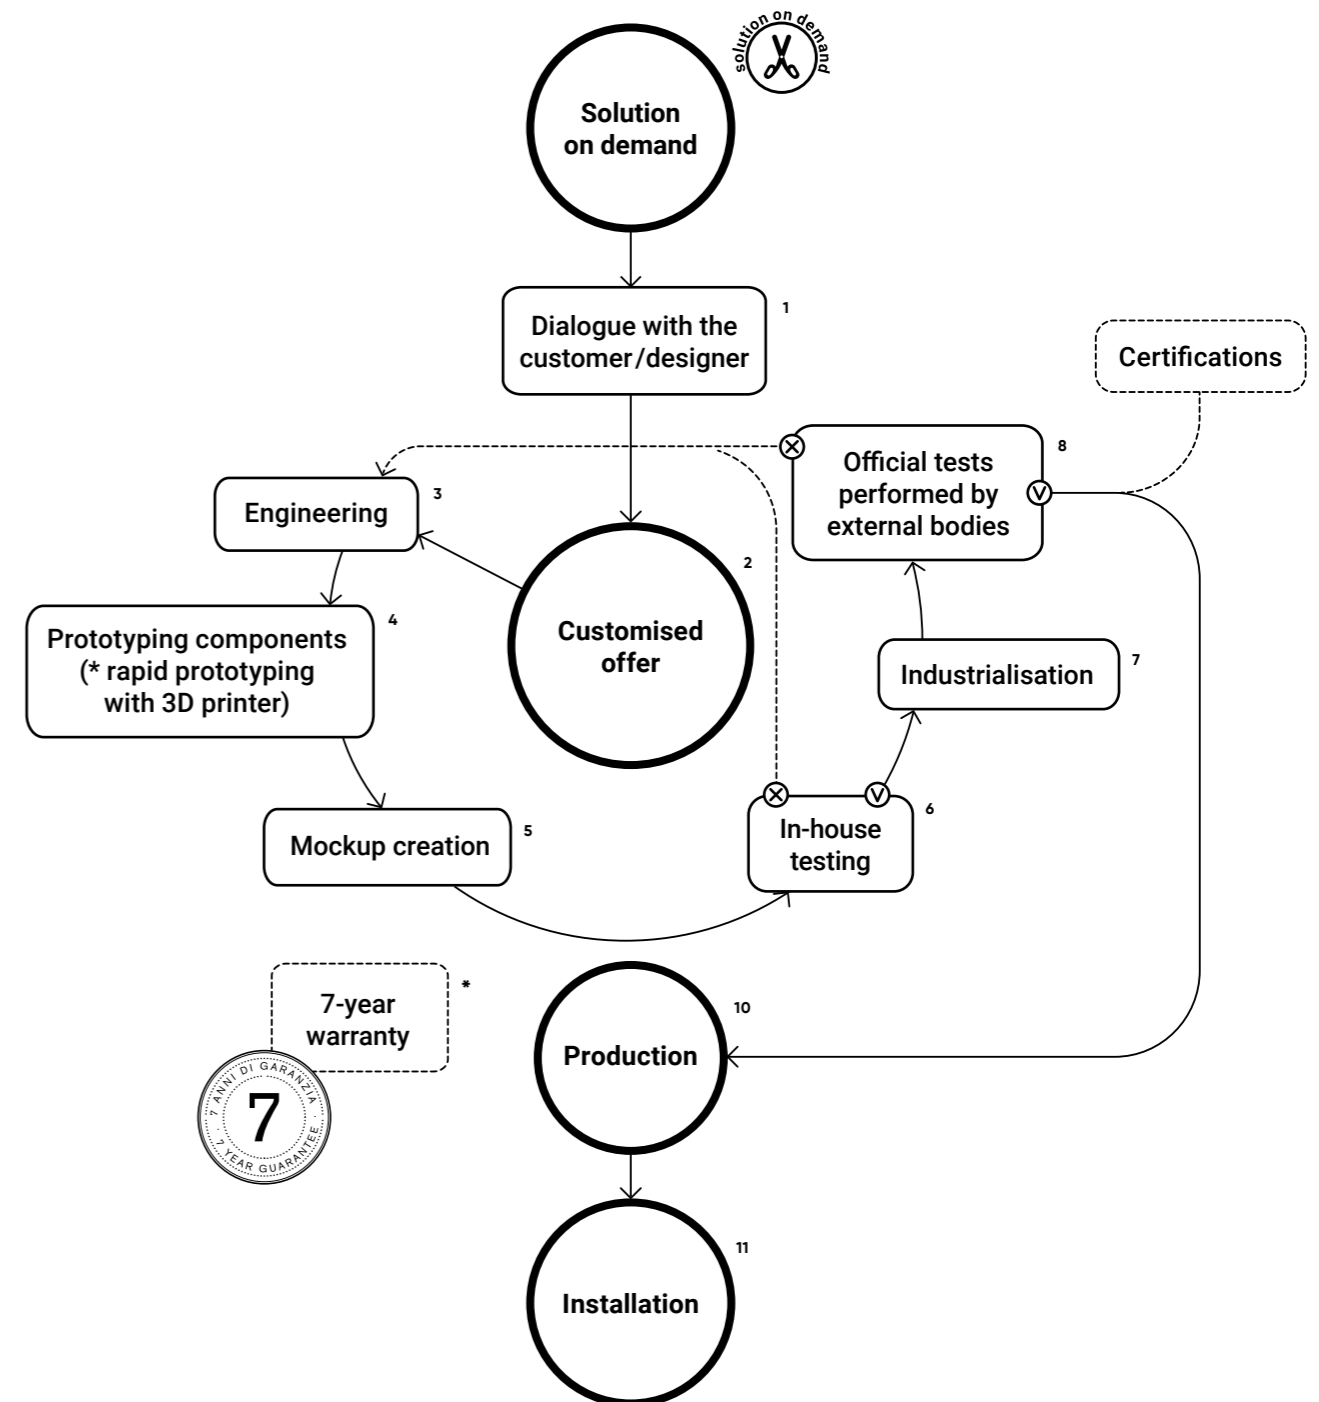 solution on demand
Solution
on demand
Dialogue with the
customer/designer
1
Certifications
Official tests
performed by
external bodies
8
Engineering
3
Customised
offer
2
Prototyping components
(* rapid prototyping
with 3D printer)
4
Industrialisation
7
Mockup creation
5
In-house
testing
6
7-year
warranty
*
7 ANNI DI GARANZIA
7
7 YEAR GUARANTEE
Production
10
Installation
11